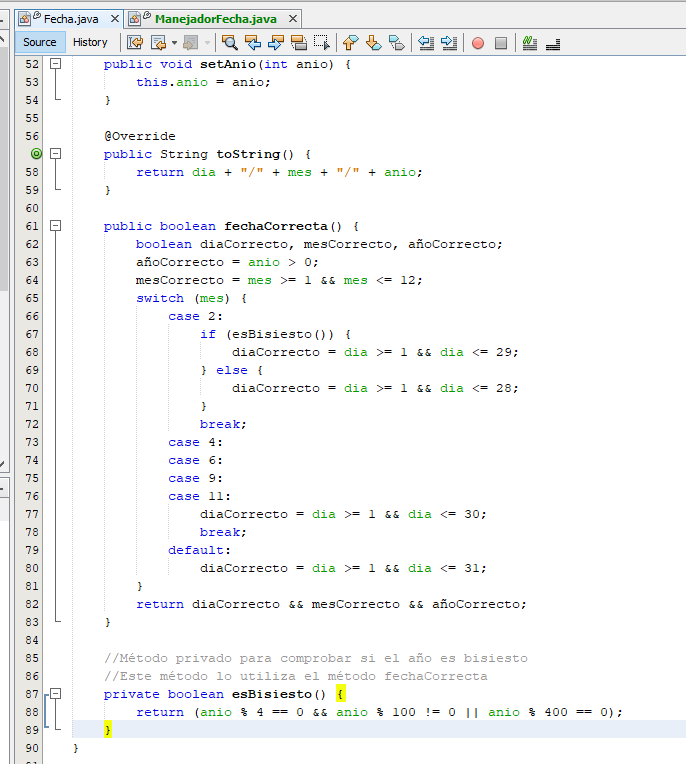 Fecha.java
ManejadorFecha.java
Source History
52 public void setAnio(int anio) {
53 this.anio = anio;
54 }
55
56 @Override
public String toString() {
58 return dia + "/" + mes + "/" + anio;
59 }
60
61 public boolean fechaCorrecta() {
62 boolean diaCorrecto, mesCorrecto, añoCorrecto;
63 añoCorrecto = anio > 0;
64 mesCorrecto = mes >= 1 && mes <= 12;
65 switch (mes) {
66 case 2:
67 if (esBisiesto()) {
68 diaCorrecto = dia >= 1 && dia <= 29;
69 } else {
70 diaCorrecto = dia >= 1 && dia <= 28;
71 }
72 break;
73 case 4:
74 case 6:
75 case 9:
76 case 11:
77 diaCorrecto = dia >= 1 && dia <= 30;
78 break;
79 default:
80 diaCorrecto = dia >= 1 && dia <= 31;
81 }
82 return diaCorrecto && mesCorrecto && añoCorrecto;
83 }
84
85 //Método privado para comprobar si el año es bisiesto
86 //Este método lo utiliza el método fechaCorrecta
87 private boolean esBisiesto() {
88 return (anio % 4 == 0 && anio % 100 != 0 || anio % 400 == 0);
89 }
90 }